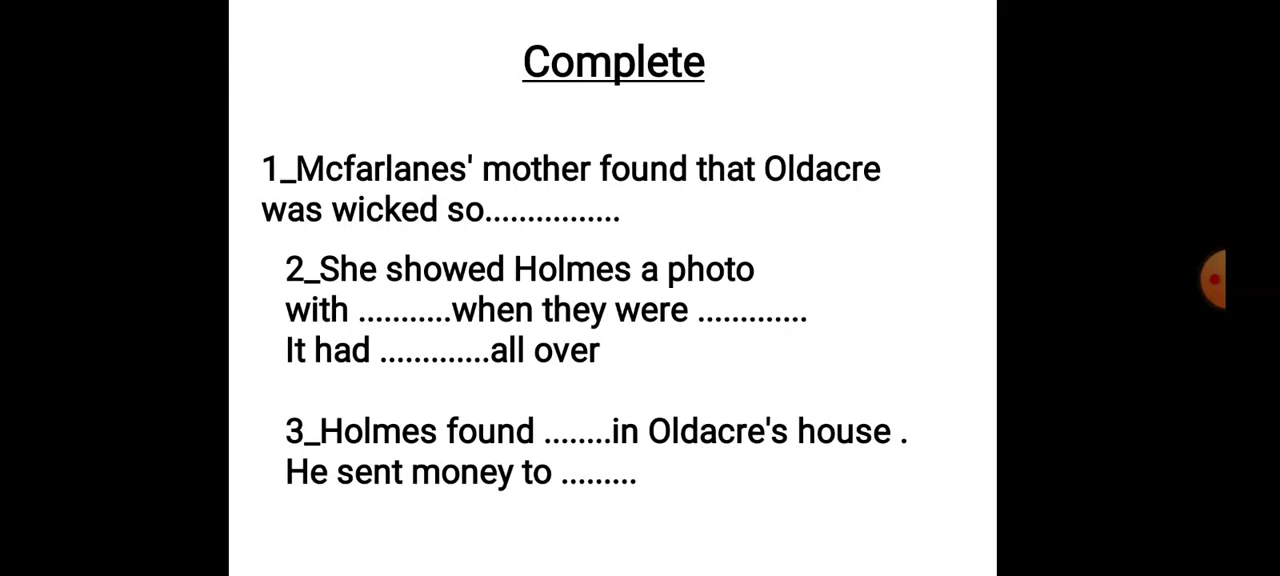 Complete
1_Mcfarlanes' mother found that Oldacre
was wicked so................
2_She showed Holmes a photo
with ...........when they were .............
It had .............all over
3_Holmes found ........in Oldacre's house .
He sent money to .........